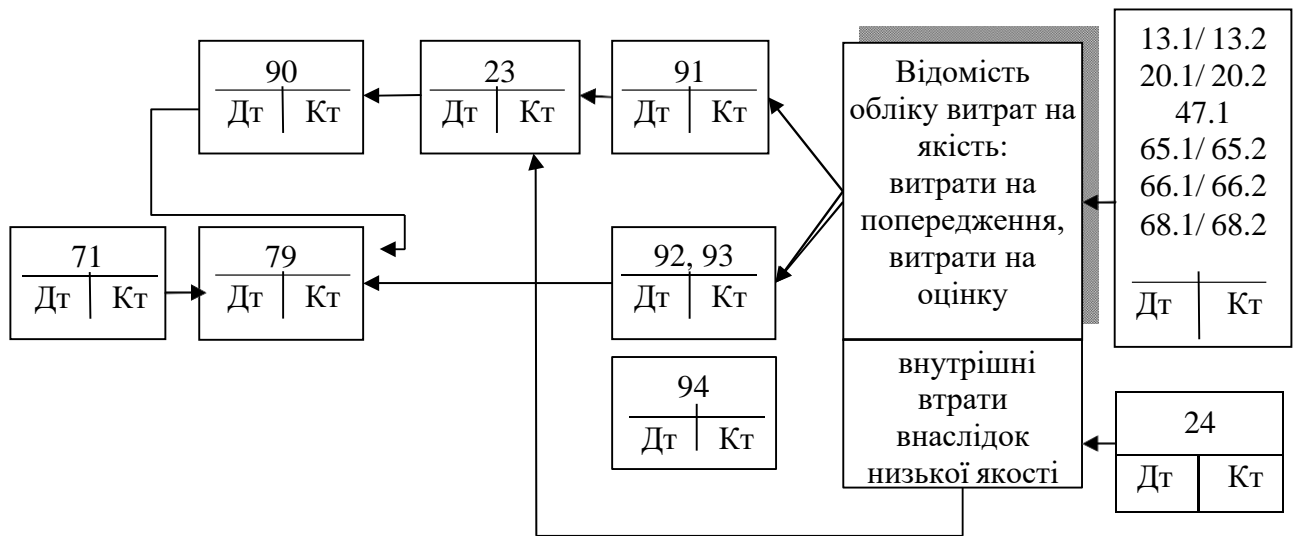 90
Дт Кт
23
Дт Кт
91
Дт Кт
Відомість
обліку витрат на
якість:
витрати на
попередження,
витрати на
оцінку
13.1/ 13.2
20.1/ 20.2
47.1
65.1/ 65.2
66.1/ 66.2
68.1/ 68.2
Дт Кт
71
Дт Кт
79
Дт Кт
92, 93
Дт Кт
94
Дт Кт
внутрішні
втрати
внаслідок
низької якості
24
Дт Кт